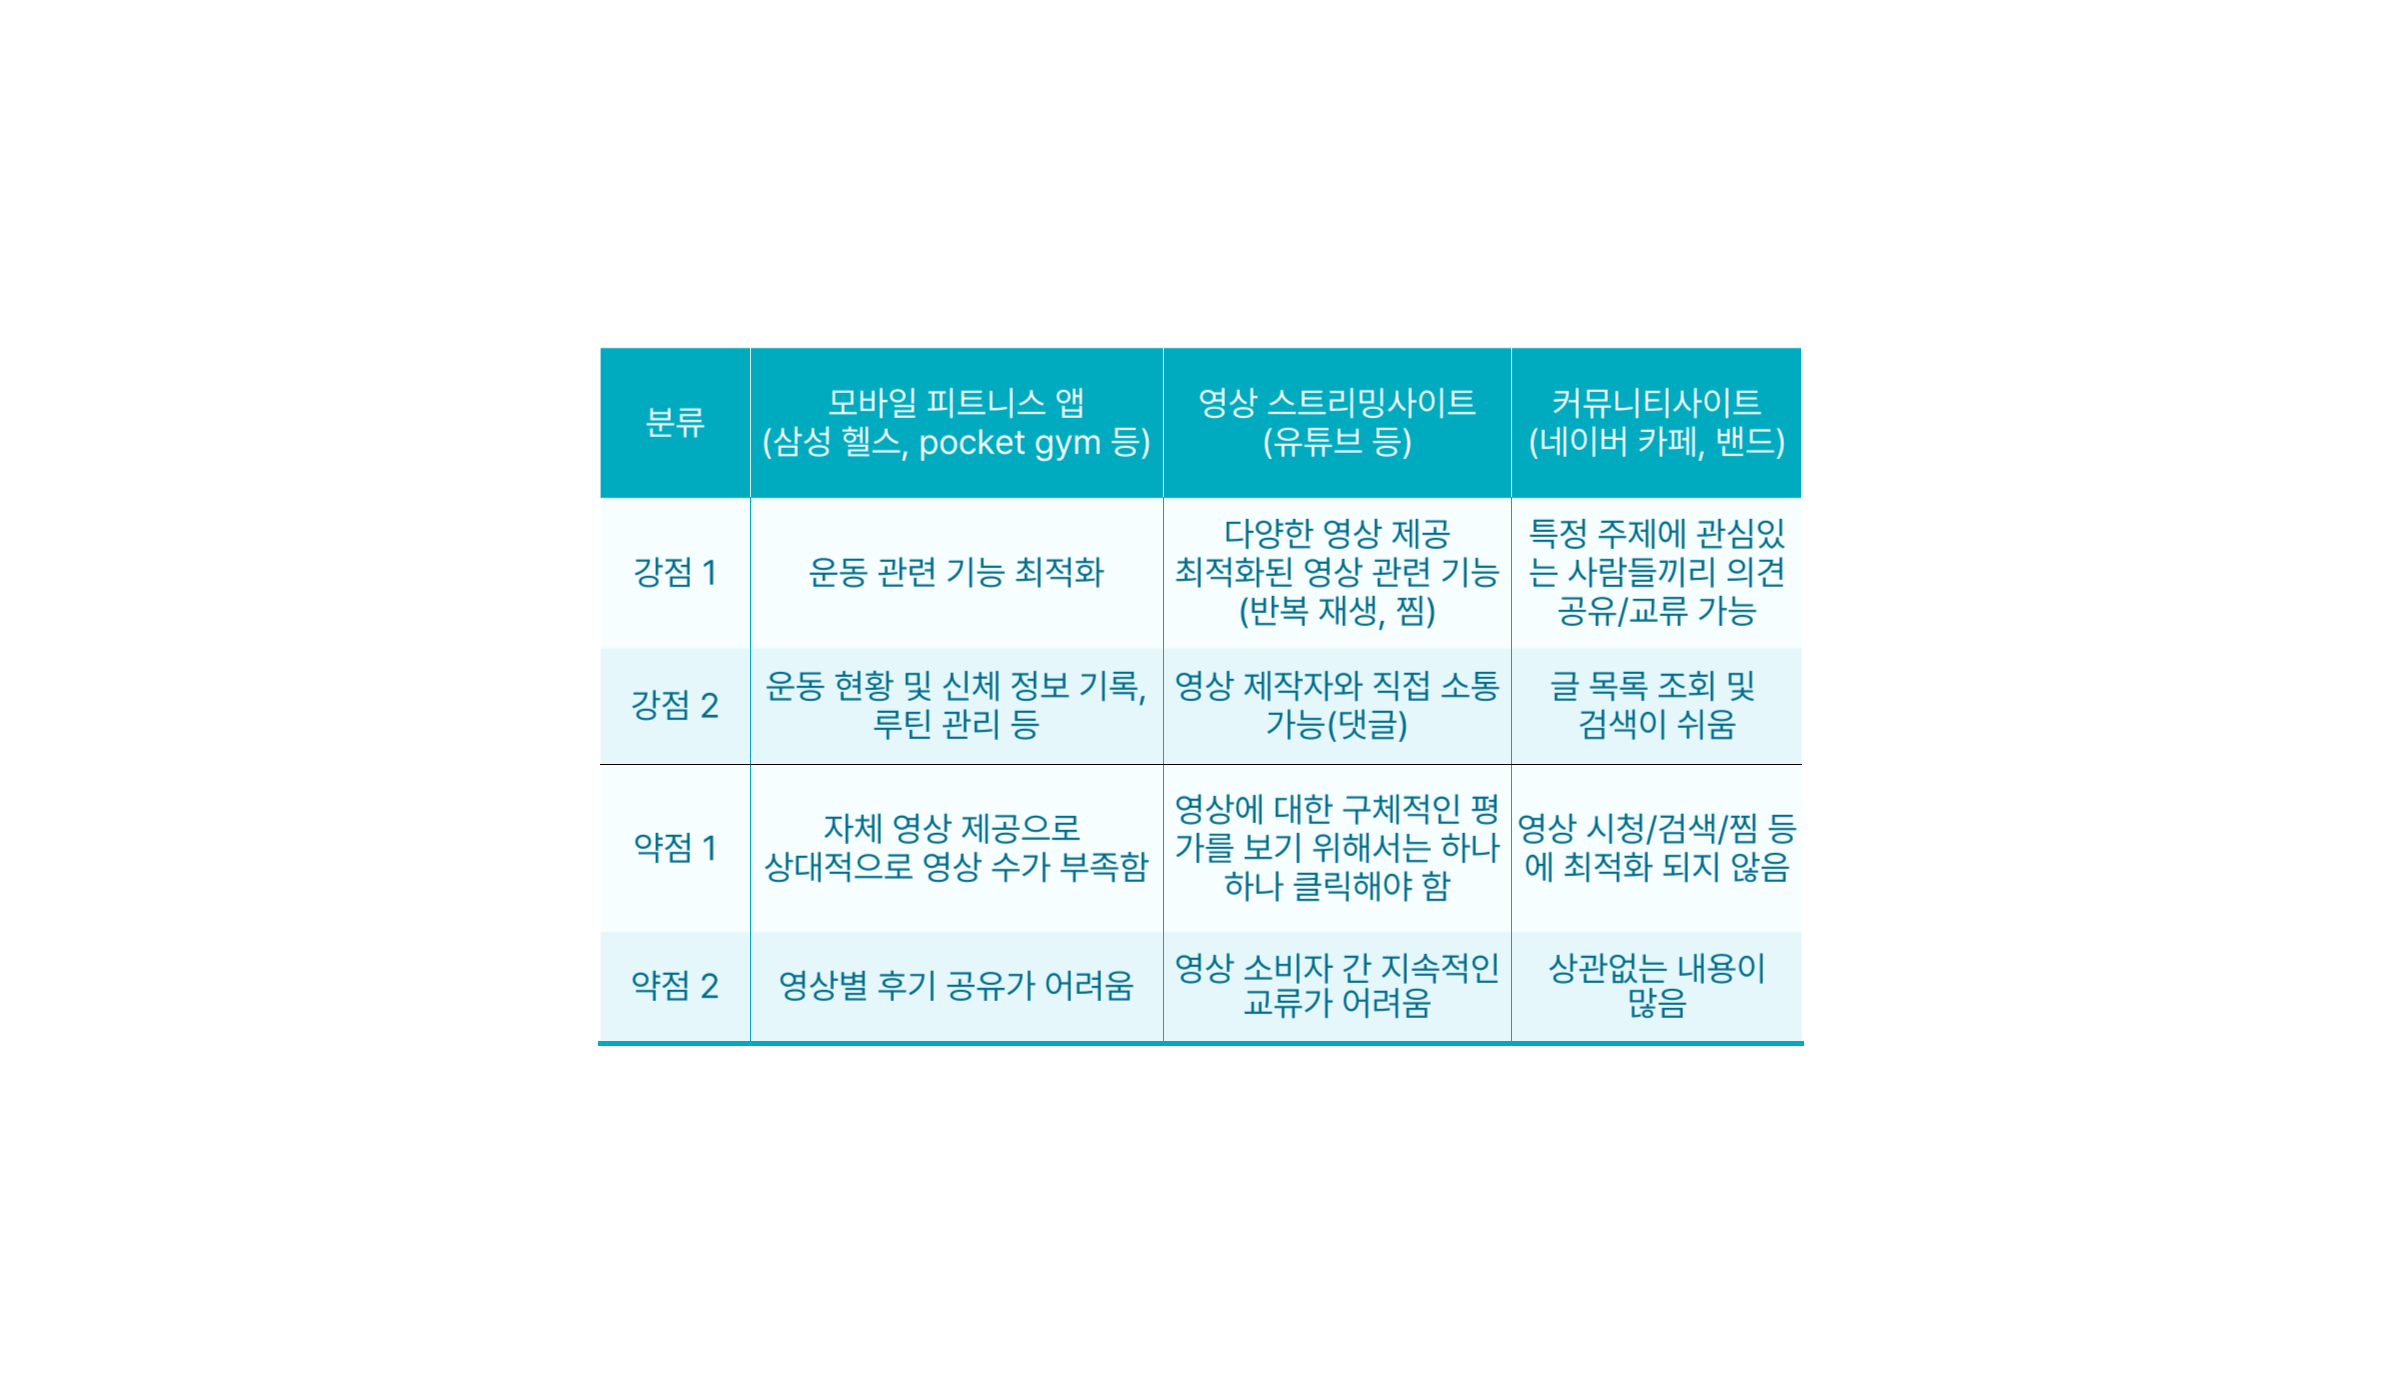 분류
모바일 피트니스 앱
(삼성 헬스, pocket gym 등)
영상 스트리밍사이트
(유튜브 등)
커뮤니티사이트
(네이버 카페, 밴드)
강점 1
운동 관련 기능 최적화
다양한 영상 제공
최적화된 영상 관련 기능
(반복 재생, 찜)
특정 주제에 관심있
는 사람들끼리 의견
공유/교류 가능
강점 2
운동 현황 및 신체 정보 기록,
루틴 관리 등
영상 제작자와 직접 소통
가능(댓글)
글 목록 조회 및
검색이 쉬움
약점 1
자체 영상 제공으로
상대적으로 영상 수가 부족함
영상에 대한 구체적인 평
가를 보기 위해서는 하나
하나 클릭해야 함
영상 시청/검색/찜 등
에 최적화 되지 않음
약점 2
영상별 후기 공유가 어려움
영상 소비자 간 지속적인
교류가 어려움
상관없는 내용이
많음